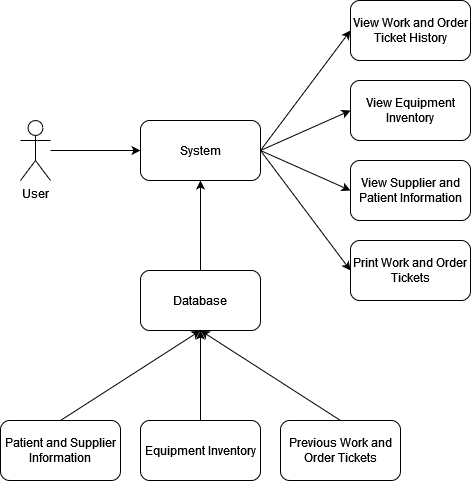 View Work and Order
Ticket History
View Equipment
Inventory
System
User
View Supplier and
Patient Information
Print Work and Order
Tickets
Database
Patient and Supplier
Information
Equipment Inventory
Previous Work and
Order Tickets